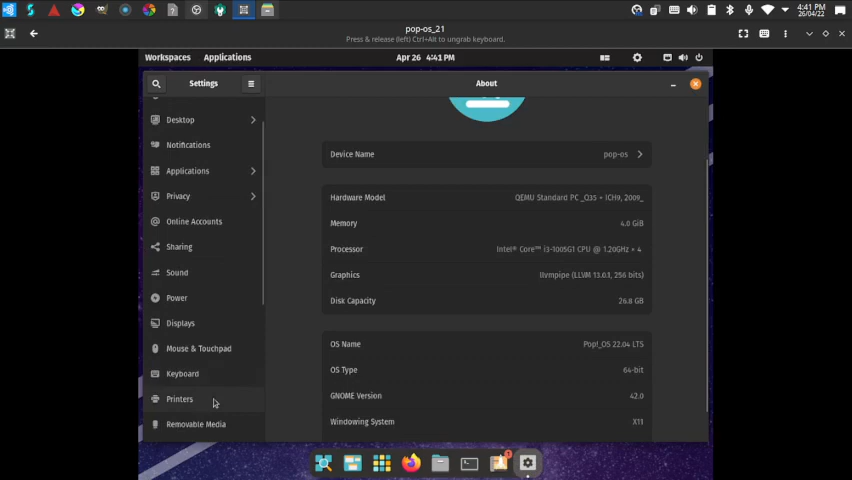 4:41 PM
26/04/22
pop-os_21
Press & release (left) Ctrl+Alt to ungrab keyboard.
Workspaces Applications Apr 26 4:41 PM
Settings About
Desktop
Notifications
Applications
Privacy
Online Accounts
Sharing
Sound
Power
Displays
Mouse & Touchpad
Keyboard
Printers
Removable Media
Device Name pop-os
Hardware Model QEMU Standard PC _Q35 + ICH9, 2009_
Memory 4.0 GiB
Processor Intel® Core™ i3-1005G1 CPU @ 1.20GHz × 4
Graphics llvmpipe (LLVM 13.0.1, 256 bits)
Disk Capacity 26.8 GB
OS Name Pop!_OS 22.04 LTS
OS Type 64-bit
GNOME Version 42.0
Windowing System X11
1